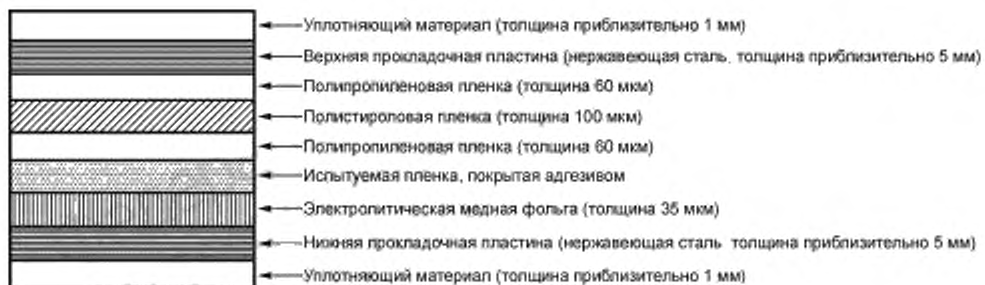 Уплотняющий материал (толщина приблизительно 1 мм)
Верхняя прокладочная пластина (нержавеющая сталь, толщина приблизительно 5 мм)
Полипропиленовая пленка (толщина 60 мкм)
Полистироловая пленка (толщина 100 мкм)
Полипропиленовая пленка (толщина 60 мкм)
Испытуемая пленка, покрытая адгезивом
Электролитическая медная фольга (толщина 35 мкм)
Нижняя прокладочная пластина (нержавеющая сталь толщина приблизительно 5 мм)
Уплотняющий материал (толщина приблизительно 1 мм)